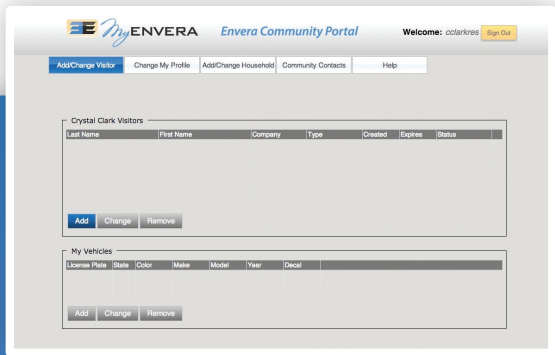 MyENVERA Envera Community Portal Welcome: cclarkres Sign Out
Add/Change Visitor Change My Profile Add/Change Household Community Contacts Help
Crystal Clark Visitors
Last Name First Name Company Type Created Expires Status
Add Change Remove
My Vehicles
License Plate State Color Make Model Year Decal
Add Change Remove